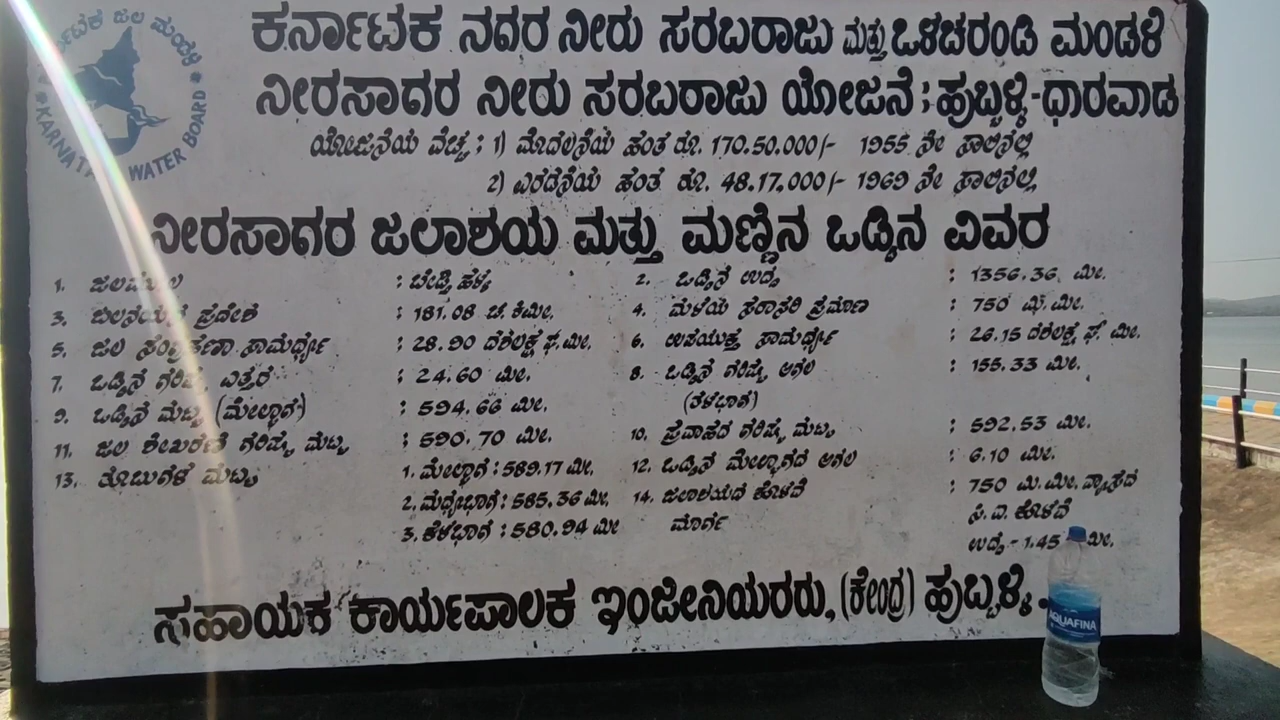 ಕರ್ನಾಟಕ ನಗರ ನೀರು ಸರಬರಾಜು ಮತ್ತು ಒಳಚರಂಡಿ ಮಂಡಳಿ
ನೀರಸಾಗರ ನೀರು ಸರಬರಾಜು ಯೋಜನೆ : ಹುಬ್ಬಳ್ಳಿ-ಧಾರವಾಡ
ಯೋಜನೆಯ ವೆಚ್ಚ : 1) ಮೊದಲನೆಯ ಹಂತ ರೂ. 170.50.000/- 1955 ನೇ ಸಾಲಿನಲ್ಲಿ
2) ಎರಡನೆಯ ಹಂತ ರೂ. 48.17.000/- 1969 ನೇ ಸಾಲಿನಲ್ಲಿ
ನೀರಸಾಗರ ಜಲಾಶಯ ಮತ್ತು ಮಣ್ಣಿನ ಒಡ್ಡಿನ ವಿವರ
1. ಜಲಮೂಲ : ಬೇಡ್ತಿ ಹಳ್ಳ 2. ಒಡ್ಡಿನ ಉದ್ದ : 1356.36 ಮೀ.
3. ಜಲಾನಯನ ಪ್ರದೇಶ : 181.08 ಚ.ಕಿಮೀ. 4. ಮಳೆಯ ಸರಾಸರಿ ಪ್ರಮಾಣ : 750 ಮಿ.ಮೀ.
5. ಜಲ ಸಂಗ್ರಹಣಾ ಸಾಮರ್ಥ್ಯ : 28.90 ದಶಲಕ್ಷ ಘ.ಮೀ. 6. ಉಪಯುಕ್ತ ಸಾಮರ್ಥ್ಯ : 26.15 ದಶಲಕ್ಷ ಘ. ಮೀ.
7. ಒಡ್ಡಿನ ಗರಿಷ್ಟ ಎತ್ತರ : 24.60 ಮೀ. 8. ಒಡ್ಡಿನ ಗರಿಷ್ಟ ಅಗಲ : 155.33 ಮೀ.
(ತಳಭಾಗ)
9. ಒಡ್ಡಿನ ಮಟ್ಟ (ಮೇಲ್ಭಾಗ) : 594.66 ಮೀ.
11. ಜಲ ಶೇಖರಣೆ ಗರಿಷ್ಟ ಮಟ್ಟ : 590.70 ಮೀ. 10. ಪ್ರವಾಹದ ಗರಿಷ್ಟ ಮಟ್ಟ : 592.53 ಮೀ.
13. ತೂಬುಗಳ ಮಟ್ಟ 1. ಮೇಲ್ಭಾಗ : 589.17 ಮೀ. 12. ಒಡ್ಡಿನ ಮೇಲ್ಭಾಗದ ಅಗಲ : 6.10 ಮೀ.
2. ಮಧ್ಯಭಾಗ : 585.36 ಮೀ. 14. ಜಲಾಶಯದ ಕೊಳವೆ : 750 ಮಿ.ಮೀ. ವ್ಯಾಸದ
3. ಕೆಳಭಾಗ : 580.94 ಮೀ ಮಾರ್ಗ ಸಿ.ಐ. ಕೊಳವೆ
ಉದ್ದ - 1.45 ಮೀ.
ಸಹಾಯಕ ಕಾರ್ಯಪಾಲಕ ಇಂಜೀನಿಯರರು, (ಕೇಂದ್ರ) ಹುಬ್ಬಳ್ಳಿ.
KARNATAKA WATER BOARD
AQUAFINA